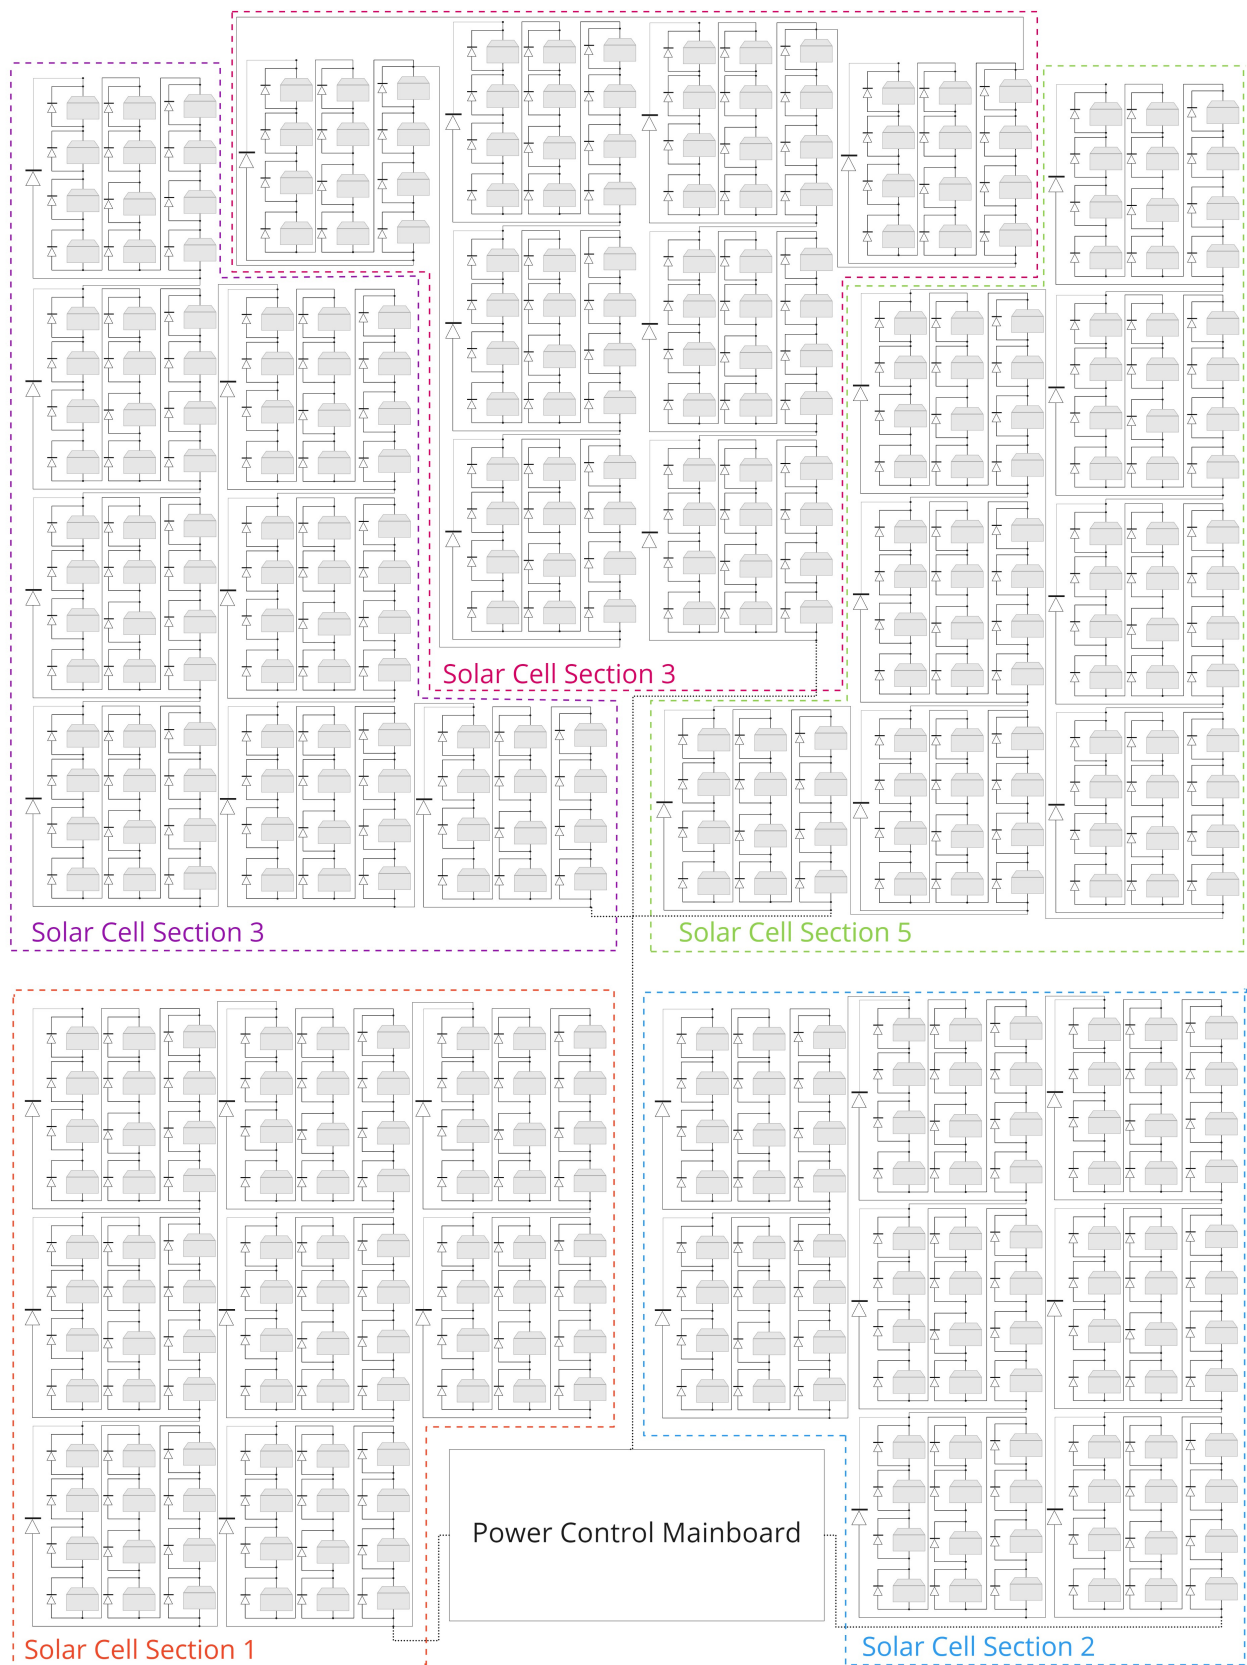 Solar Cell Section 3
Solar Cell Section 3
Solar Cell Section 5
Power Control Mainboard
Solar Cell Section 1
Solar Cell Section 2